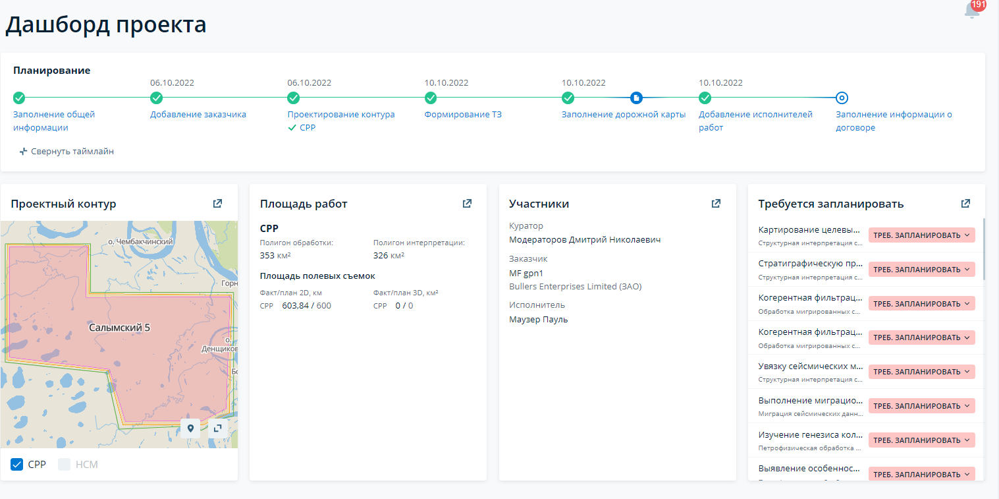 191
Дашборд проекта
Планирование
06.10.2022
06.10.2022
10.10.2022
10.10.2022
10.10.2022
Заполнение общей
информации
Добавление заказчика
Проектирование контура
СРР
Формирование ТЗ
Заполнение дорожной карты
Добавление исполнителей
работ
Заполнение информации о
договоре
Свернуть таймлайн
Проектный контур
о. Чембакчинский
Горн
Салымский 5
о.
Денщиков
Бо
СРР
НСМ
Площадь работ
СРР
Полигон обработки:
353 км²
Полигон интерпретации:
326 км²
Площадь полевых съемок
Факт/план 2D, км
СРР 603,84 / 600
Факт/план 3D, км²
СРР 0 / 0
Участники
Куратор
Модераторов Дмитрий Николаевич
Заказчик
MF gpn1
Bullers Enterprises Limited (ЗАО)
Исполнитель
Маузер Пауль
Требуется запланировать
Картирование целевы...
Структурная интерпретация с...
ТРЕБ. ЗАПЛАНИРОВАТЬ
Стратиграфическую пр...
Структурная интерпретация с...
ТРЕБ. ЗАПЛАНИРОВАТЬ
Когерентная фильтрац...
Обработка мигрированных с...
ТРЕБ. ЗАПЛАНИРОВАТЬ
Когерентная фильтрац...
Обработка мигрированных с...
ТРЕБ. ЗАПЛАНИРОВАТЬ
Увязку сейсмических м...
Структурная интерпретация с...
ТРЕБ. ЗАПЛАНИРОВАТЬ
Выполнение миграцио...
Миграция сейсмических данн...
ТРЕБ. ЗАПЛАНИРОВАТЬ
Изучение генезиса кол...
Петрофизическая обработка ...
ТРЕБ. ЗАПЛАНИРОВАТЬ
Выявление особеннос...
ТРЕБ. ЗАПЛАНИРОВАТЬ